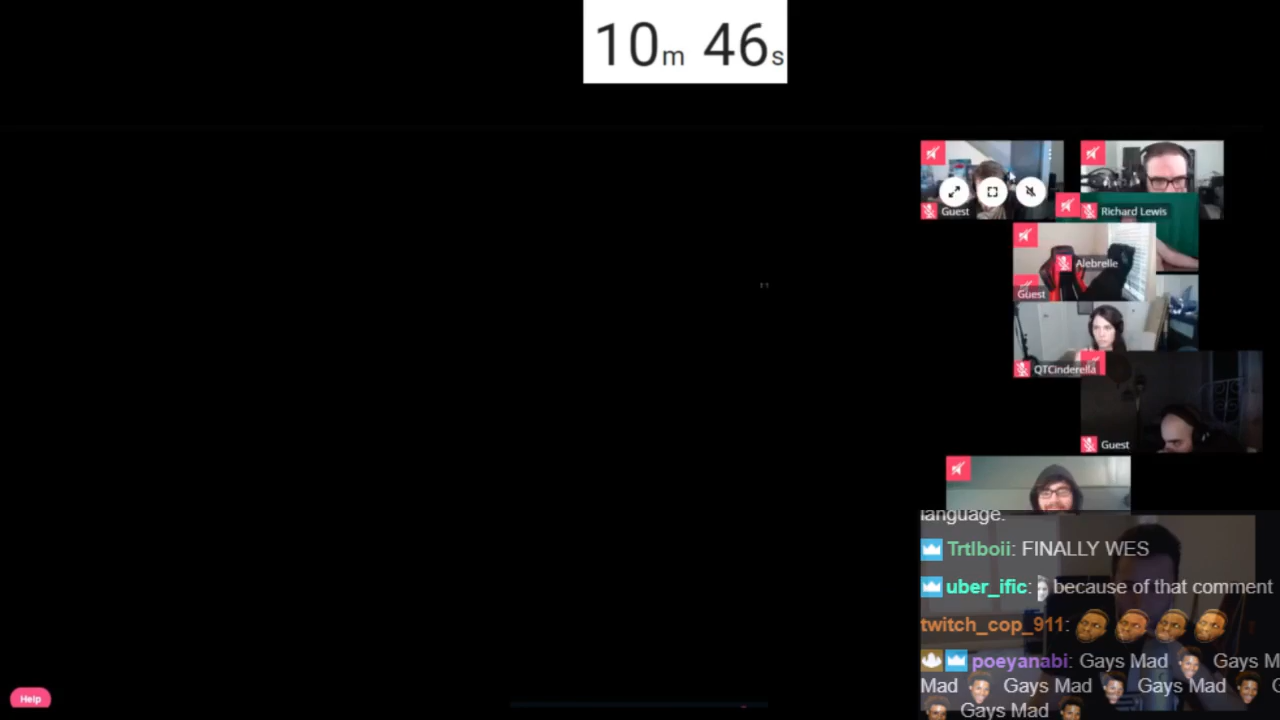 10m 46s
Guest
Richard Lewis
Alebrelle
Guest
QTCinderella
Guest
language.
Trtlboii: FINALLY WES
uber_ific: because of that comment
twitch_cop_911:
poeyanabi: Gays Mad Gays M
Mad Gays Mad Gays Mad G
Gays Mad
Help